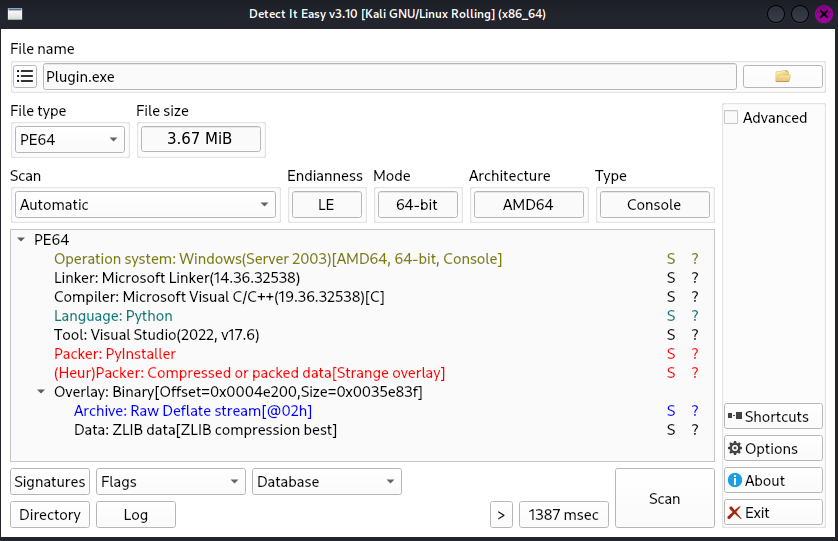 Detect It Easy v3.10 [Kali GNU/Linux Rolling] (x86_64)
File name
Plugin.exe
File type File size
PE64 3.67 MiB
Advanced
Scan Endianness Mode Architecture Type
Automatic LE 64-bit AMD64 Console
PE64
Operation system: Windows(Server 2003)[AMD64, 64-bit, Console] S ?
Linker: Microsoft Linker(14.36.32538) S ?
Compiler: Microsoft Visual C/C++(19.36.32538)[C] S ?
Language: Python S ?
Tool: Visual Studio(2022, v17.6) S ?
Packer: PyInstaller S ?
(Heur)Packer: Compressed or packed data[Strange overlay] S ?
Overlay: Binary[Offset=0x0004e200,Size=0x0035e83f]
Archive: Raw Deflate stream[@02h] S ?
Data: ZLIB data[ZLIB compression best] S ?
Shortcuts
Options
About
Exit
Signatures Flags Database Scan
Directory Log > 1387 msec